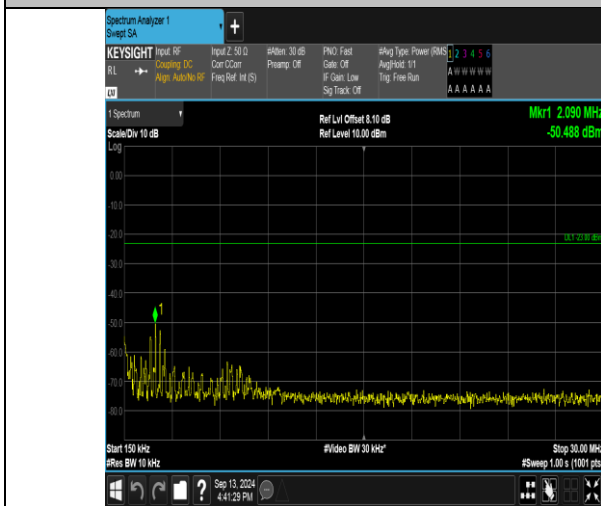 Spectrum Analyzer 1
Swept SA
+
KEYSIGHT Input: RF Input Z: 50 Ω #Atten: 30 dB PNO: Fast #Avg Type: Power (RMS 1 2 3 4 5 6
RL Coupling: DC Corr CCorr Preamp: Off Gate: Off Avg|Hold: 1/1 A W W W W W
Align: Auto/No RF Freq Ref: Int (S) IF Gain: Low Trig: Free Run
Sig Track: Off A A A A A A
LXI
1 Spectrum Ref Lvl Offset 8.10 dB Mkr1 2.090 MHz
Scale/Div 10 dB Ref Level 10.00 dBm -50.488 dBm
Log
0.00
-10.0
-20.0
DL1 -23.00 dBm
-30.0
-40.0
1
-50.0
-60.0
-70.0
-80.0
Start 150 kHz #Video BW 30 kHz* Stop 30.00 MHz
#Res BW 10 kHz #Sweep 1.00 s (1001 pts
? Sep 13, 2024
4:41:29 PM